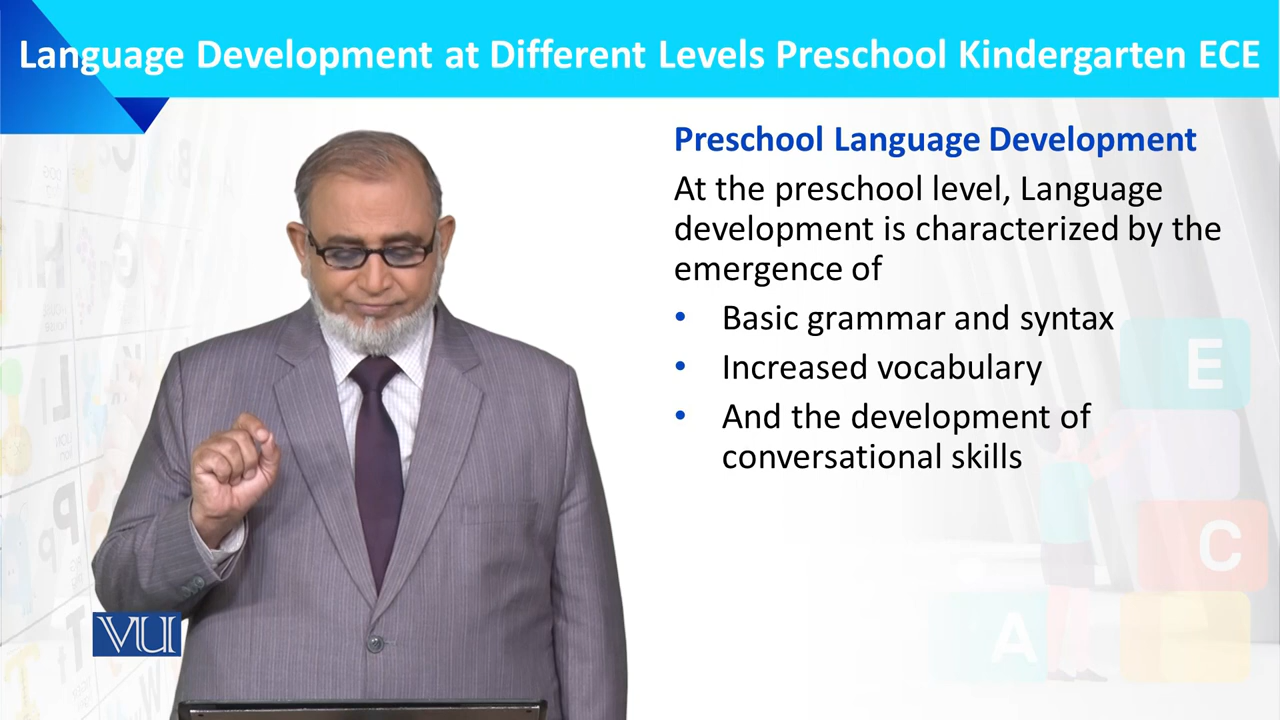 Language Development at Different Levels Preschool Kindergarten ECE
Preschool Language Development
At the preschool level, Language
development is characterized by the
emergence of
• Basic grammar and syntax
• Increased vocabulary
• And the development of
conversational skills
VU
E
C
A